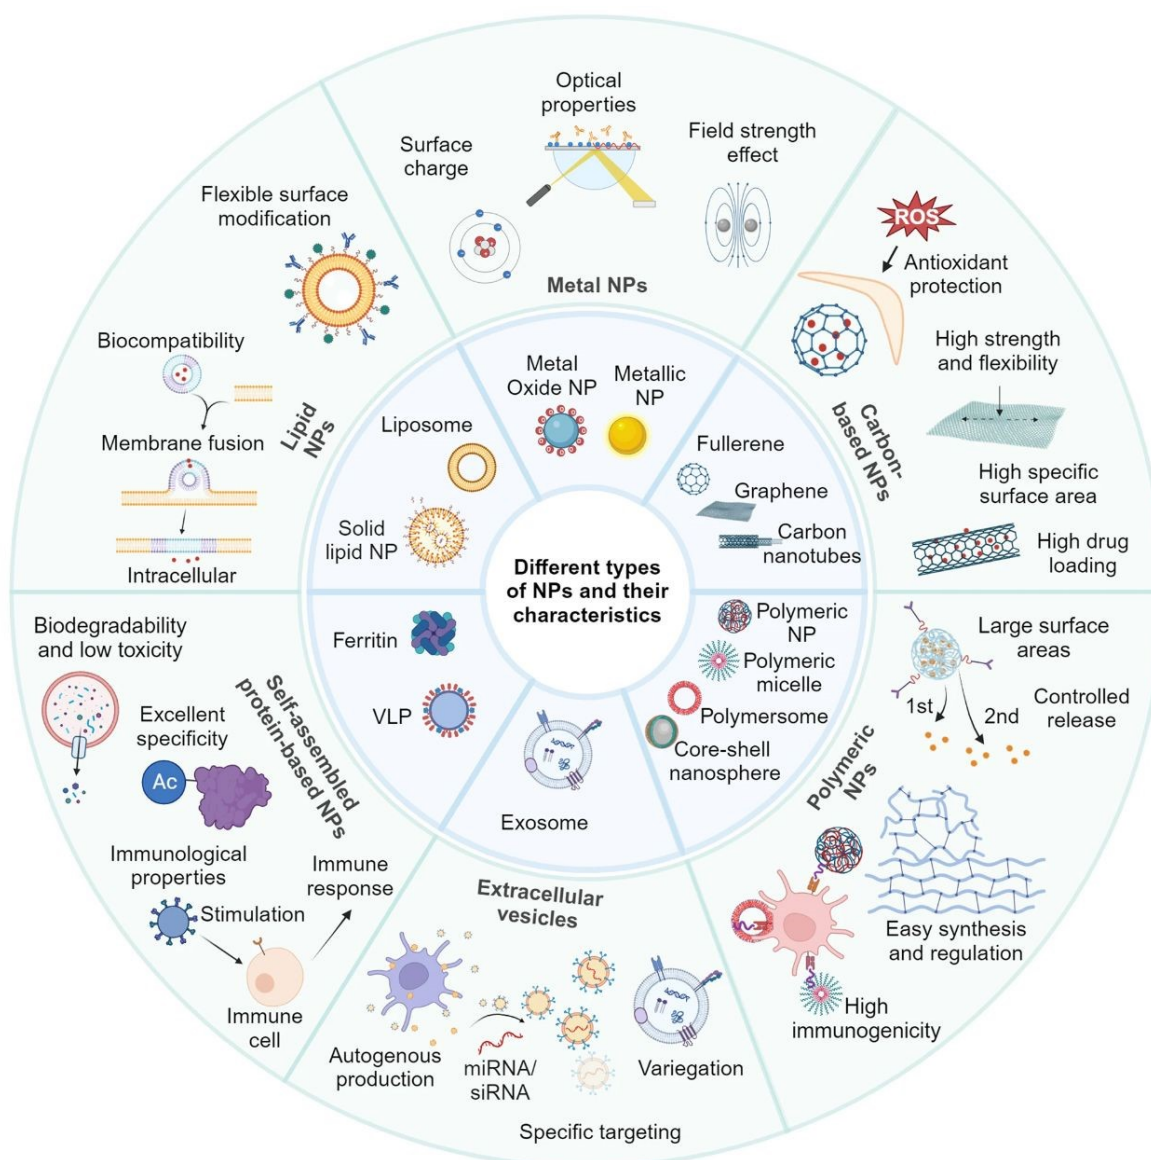 Optical
properties
Surface
charge
Field strength
effect
Metal NPs
Flexible surface
modification
Biocompatibility
Membrane fusion
Intracellular
Lipid
NPs
ROS
Antioxidant
protection
High strength
and flexibility
High specific
surface area
High drug
loading
Carbon-
based NPs
Metal
Oxide NP
Metallic
NP
Liposome
Solid
lipid NP
Fullerene
Graphene
Carbon
nanotubes
Different types
of NPs and their
characteristics
Ferritin
VLP
Exosome
Polymeric
NP
Polymeric
micelle
Polymersome
Core-shell
nanosphere
Biodegradability
and low toxicity
Excellent
specificity
Ac
Immunological
properties
Stimulation
Immune
response
Immune
cell
Self-assembled
protein-based NPs
Extracellular
vesicles
Autogenous
production
miRNA/
siRNA
Variegation
Specific targeting
Large surface
areas
1st
2nd
Controlled
release
Polymeric
NPs
Easy synthesis
and regulation
High
immunogenicity